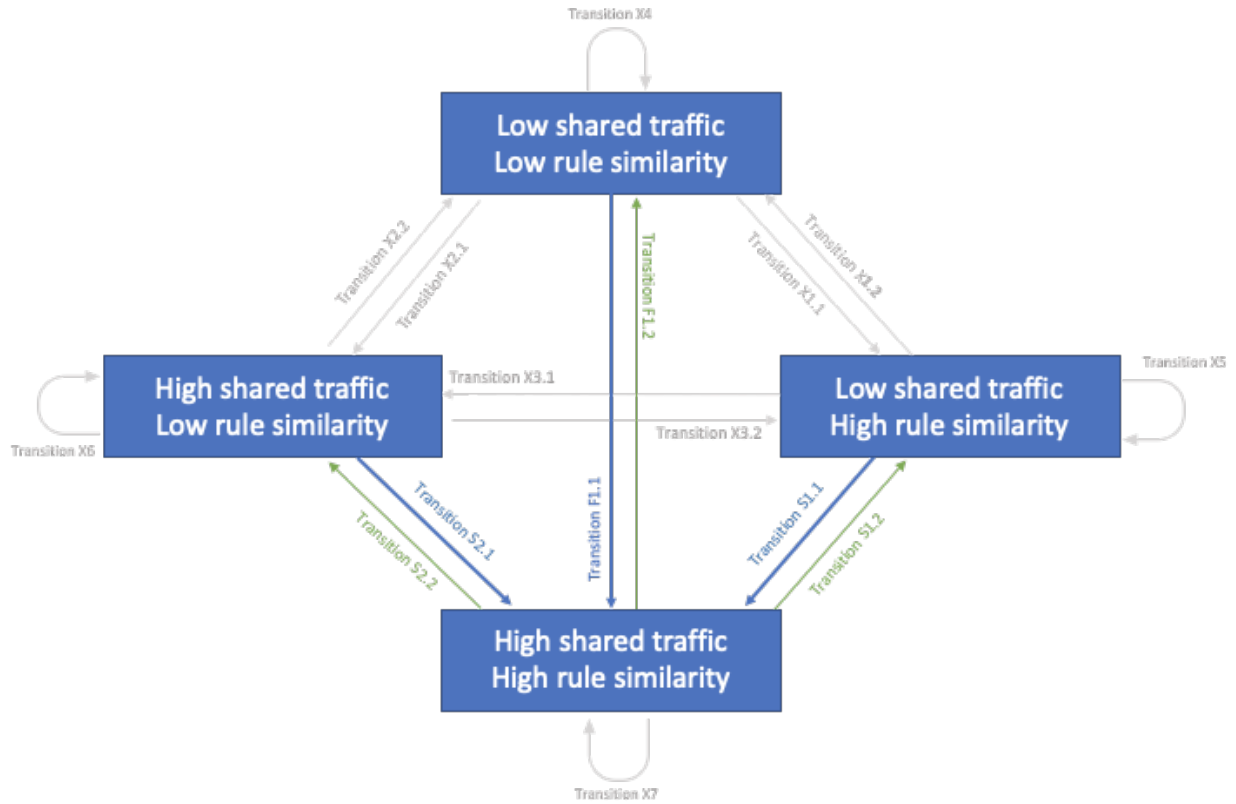 Transition X4
Low shared traffic
Low rule similarity
Transition X2.2
Transition X2.1
Transition F1.2
Transition X1.1
Transition X1.2
High shared traffic
Low rule similarity
Transition X3.1
Transition X3.2
Low shared traffic
High rule similarity
Transition X5
Transition X6
Transition S2.1
Transition S2.2
Transition F1.1
Transition S1.1
Transition S1.2
High shared traffic
High rule similarity
Transition X7